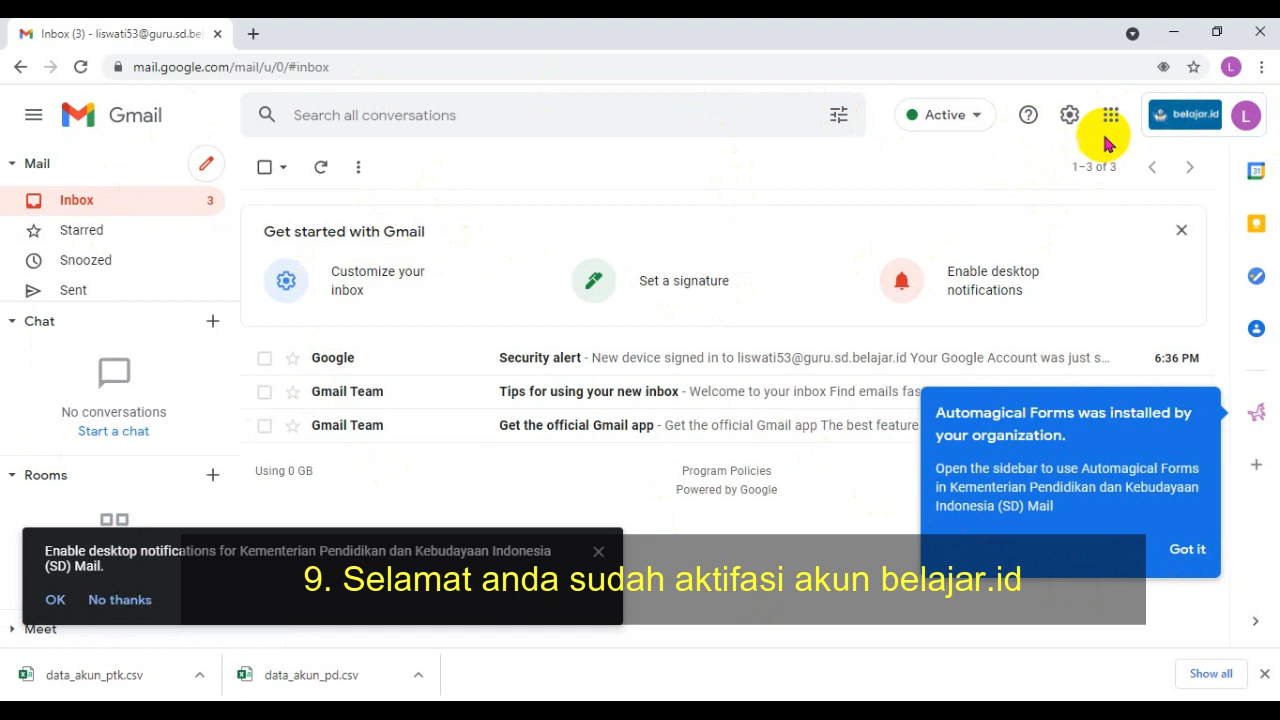 Inbox (3) - liswati53@guru.sd.be
mail.google.com/mail/u/0/#inbox
L
Gmail
Search all conversations
Active
belajar.id
L
Mail
1–3 of 3
31
Inbox 3
Starred
Snoozed
Sent
Get started with Gmail
Customize your
inbox
Set a signature
Enable desktop
notifications
Chat
No conversations
Start a chat
Google Security alert - New device signed in to liswati53@guru.sd.belajar.id Your Google Account was just s... 6:36 PM
Gmail Team Tips for using your new inbox - Welcome to your inbox Find emails fas
Gmail Team Get the official Gmail app - Get the official Gmail app The best feature
Using 0 GB
Program Policies
Powered by Google
Automagical Forms was installed by
your organization.
Open the sidebar to use Automagical Forms
in Kementerian Pendidikan dan Kebudayaan
Indonesia (SD) Mail
Got it
Rooms
Enable desktop notifications for Kementerian Pendidikan dan Kebudayaan Indonesia
(SD) Mail.
OK No thanks
9. Selamat anda sudah aktifasi akun belajar.id
Meet
data_akun_ptk.csv
data_akun_pd.csv
Show all